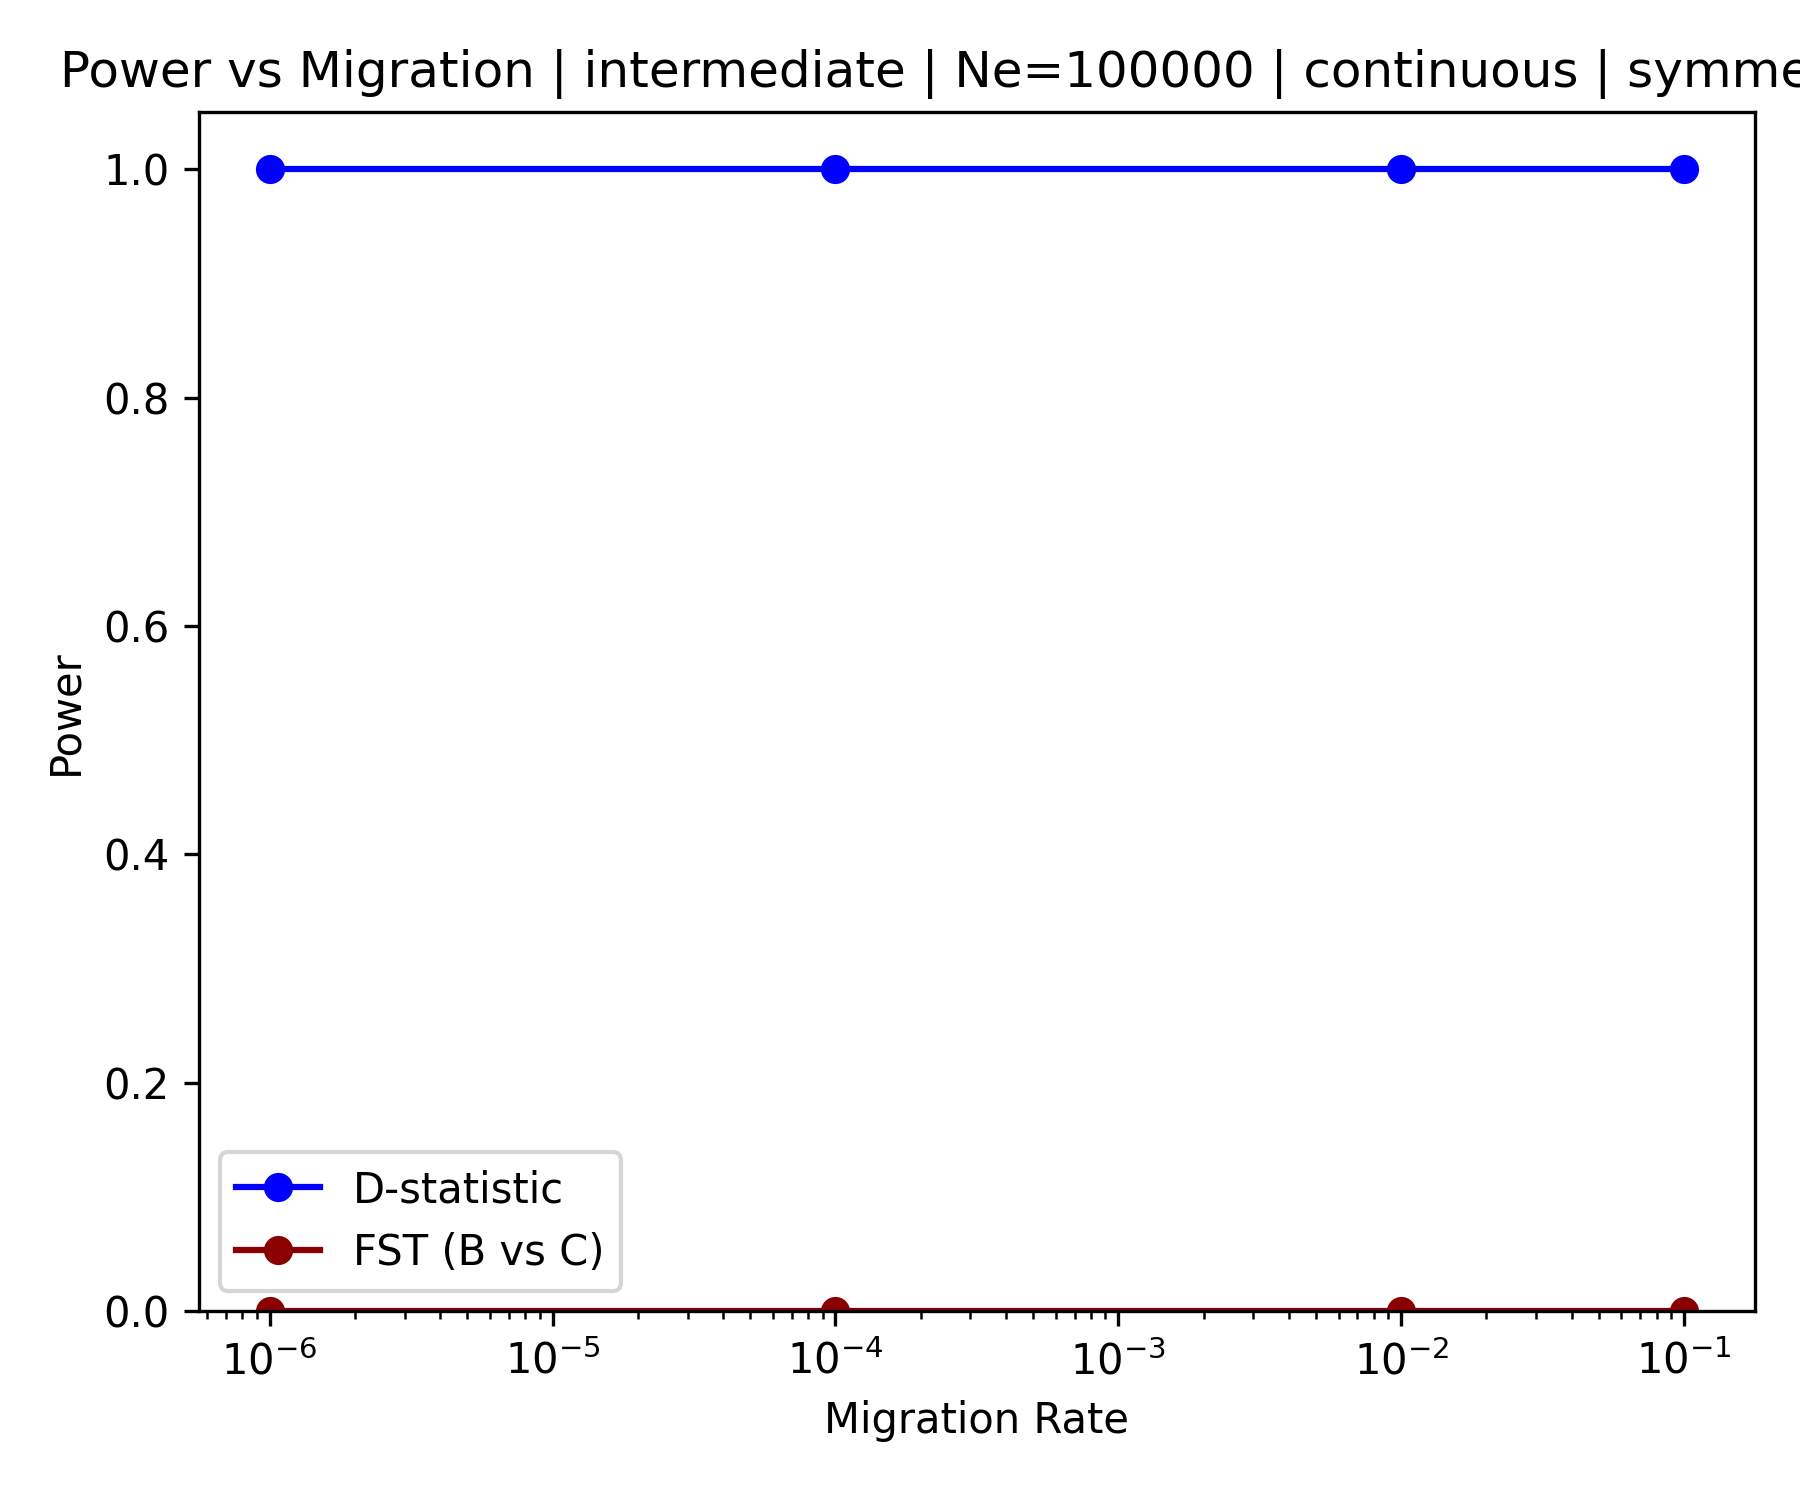 Power vs Migration | intermediate | Ne=100000 | continuous | symme
1.0
0.8
0.6
0.4
0.2
0.0
Power
D-statistic
FST (B vs C)
10⁻⁶ 10⁻⁵ 10⁻⁴ 10⁻³ 10⁻² 10⁻¹
Migration Rate